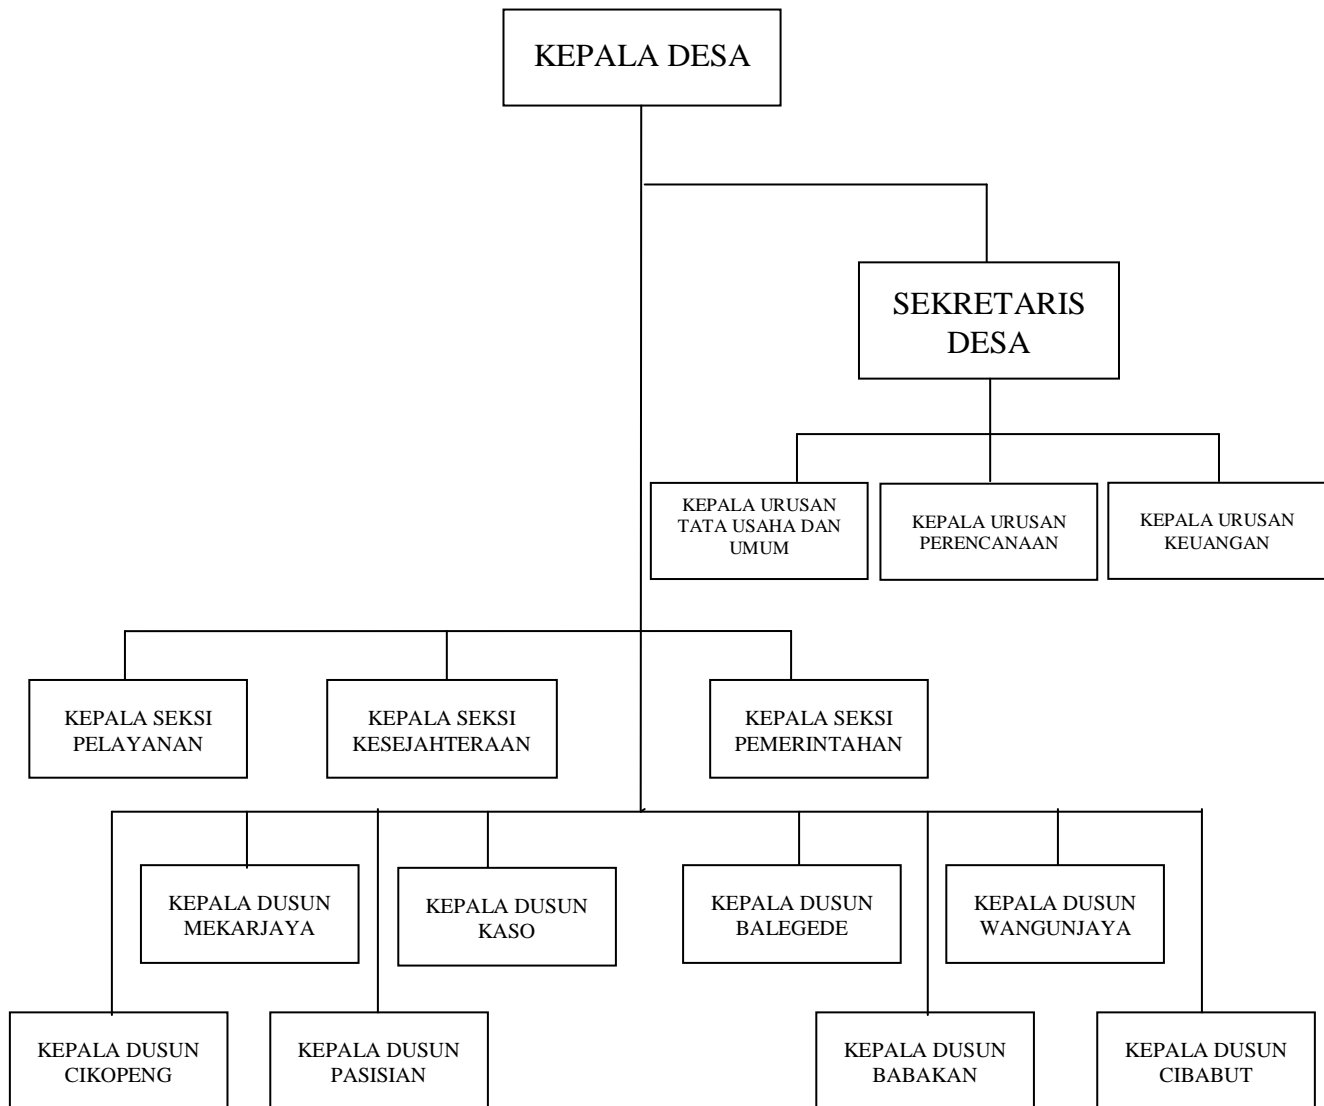 KEPALA DESA
SEKRETARIS
DESA
KEPALA URUSAN
TATA USAHA DAN
UMUM
KEPALA URUSAN
PERENCANAAN
KEPALA URUSAN
KEUANGAN
KEPALA SEKSI
PELAYANAN
KEPALA SEKSI
KESEJAHTERAAN
KEPALA SEKSI
PEMERINTAHAN
KEPALA DUSUN
MEKARJAYA
KEPALA DUSUN
KASO
KEPALA DUSUN
BALEGEDE
KEPALA DUSUN
WANGUNJAYA
KEPALA DUSUN
CIKOPENG
KEPALA DUSUN
PASISIAN
KEPALA DUSUN
BABAKAN
KEPALA DUSUN
CIBABUT